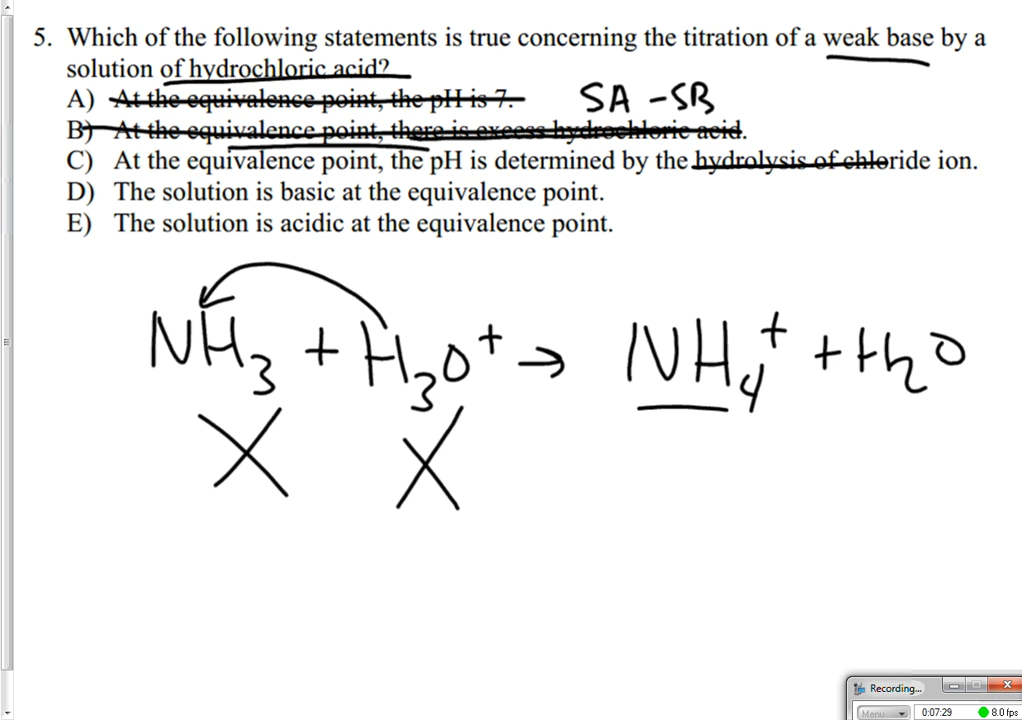 5. Which of the following statements is true concerning the titration of a weak base by a
solution of hydrochloric acid?
A) At the equivalence point, the pH is 7. SA - SB
B) At the equivalence point, there is excess hydrochloric acid.
C) At the equivalence point, the pH is determined by the hydrolysis of chloride ion.
D) The solution is basic at the equivalence point.
E) The solution is acidic at the equivalence point.
NH₃ + H₃O⁺ → NH₄⁺ + H₂O
X X
Recording...
Menu 0:07:29 8.0 fps